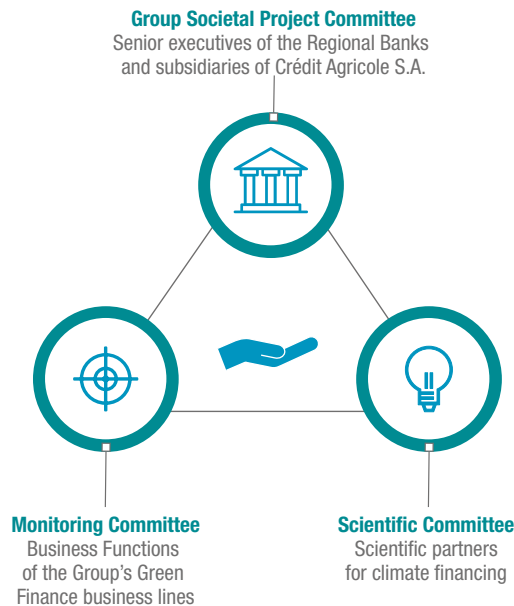 Group Societal Project Committee
Senior executives of the Regional Banks
and subsidiaries of Crédit Agricole S.A.
Monitoring Committee
Business Functions
of the Group's Green
Finance business lines
Scientific Committee
Scientific partners
for climate financing